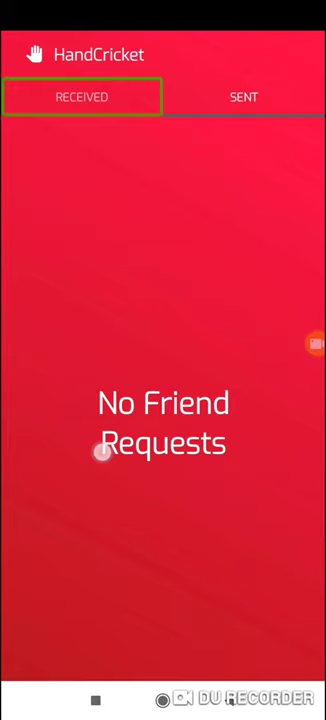 HandCricket
RECEIVED
SENT
No Friend
Requests
DU RECORDER